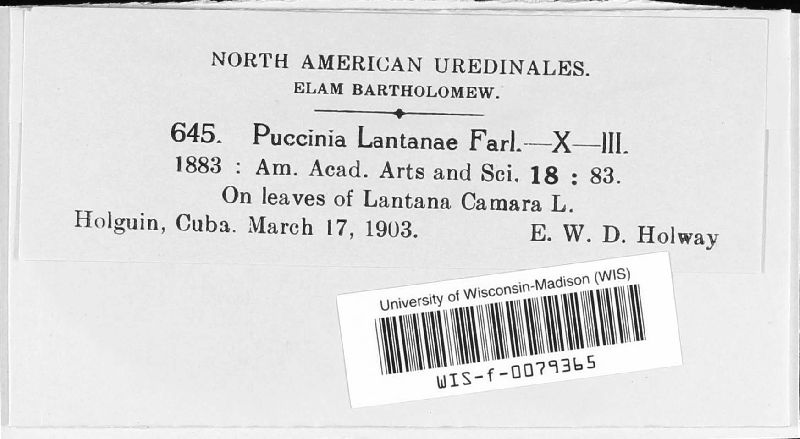 NORTH AMERICAN UREDINALES.
ELAM BARTHOLOMEW.
645. Puccinia Lantanae Farl.—X—III.
1883 : Am. Acad. Arts and Sci. 18 : 83.
On leaves of Lantana Camara L.
Holguin, Cuba. March 17, 1903. E. W. D. Holway
University of Wisconsin-Madison (WIS)
WIS-f-0079365